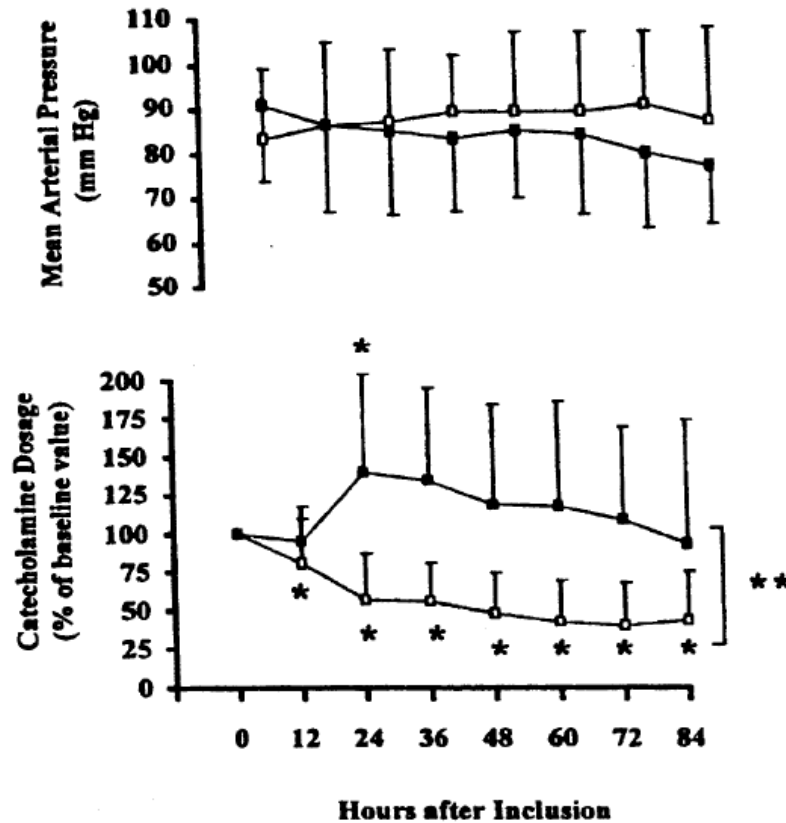 Mean Arterial Pressure
(mm Hg)
110
100
90
80
70
60
50
Catecholamine Dosage
(% of baseline value)
200
175
150
125
100
75
50
25
0
*
* * * * * * *
**
0 12 24 36 48 60 72 84
Hours after Inclusion